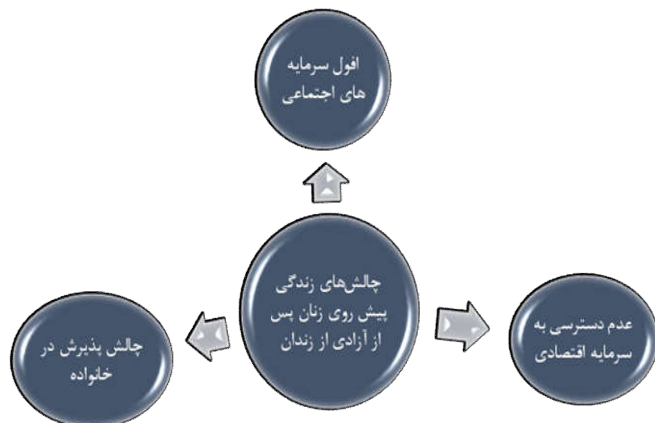 افول سرمایه
های اجتماعی
چالش‌های زندگی
پیش روی زنان پس
از آزادی از زندان
عدم دسترسی به
سرمایه اقتصادی
چالش پذیرش در
خانواده